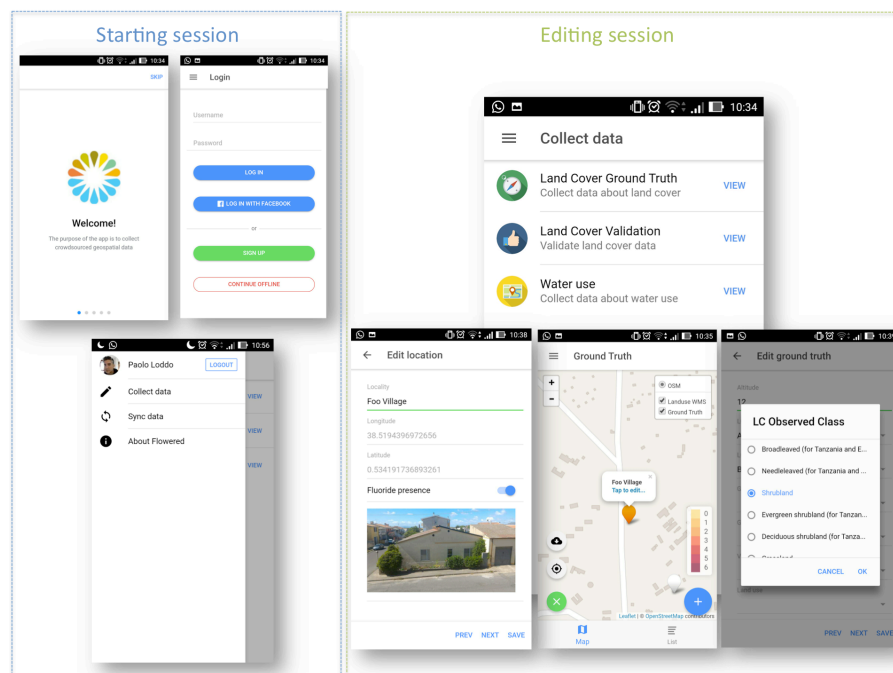 Starting session
Editing session
10:34
SKIP
Welcome!
The purpose of the app is to collect
crowdsourced geospatial data
10:34
Login
Username
Password
LOG IN
LOG IN WITH FACEBOOK
or
SIGN UP
CONTINUE OFFLINE
10:56
Paolo Loddo
LOGOUT
Collect data
VIEW
Sync data
VIEW
About Flowered
VIEW
10:34
Collect data
Land Cover Ground Truth
Collect data about land cover
VIEW
Land Cover Validation
Validate land cover data
VIEW
Water use
Collect data about water use
VIEW
10:38
Edit location
Locality
Foo Village
Longitude
38.5194396972656
Latitude
0.534191736893261
Fluoride presence
PREV NEXT SAVE
10:35
Ground Truth
+
-
OSM
Landuse WMS
Ground Truth
Foo Village
Tap to edit...
×
0
1
2
3
4
5
6
Leaflet | © OpenStreetMap contributors
Map
List
10:39
Edit ground truth
Altitude
12
LC Observed Class
Broadleaved (for Tanzania and E...
Needleleaved (for Tanzania and ...
Shrubland
Evergreen shrubland (for Tanzan...
Deciduous shrubland (for Tanza...
CANCEL OK
Land use
PREV NEXT SAVE